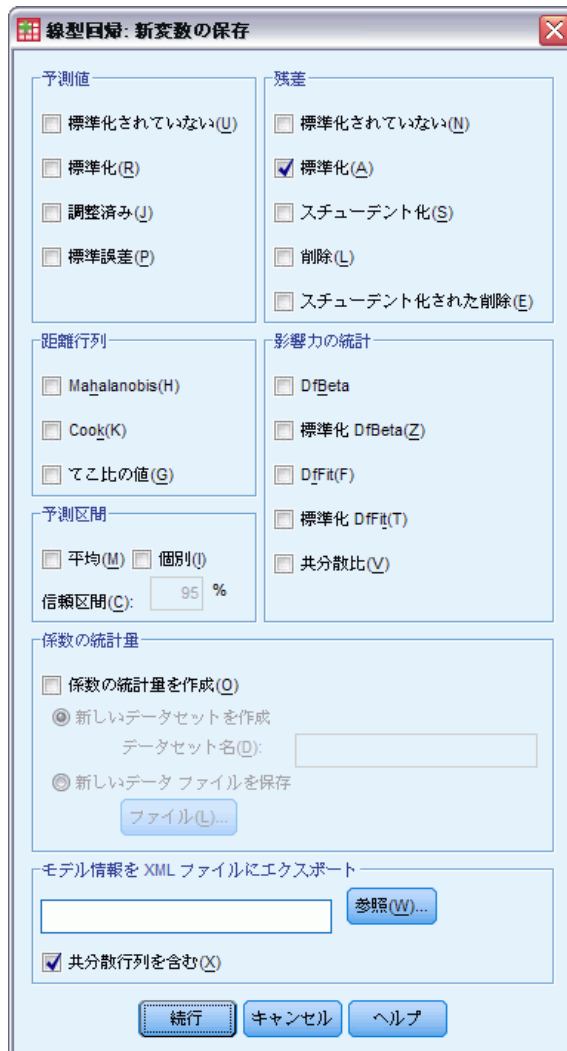 線型回帰: 新変数の保存
予測値
標準化されていない(U)
標準化(R)
調整済み(J)
標準誤差(P)
残差
標準化されていない(N)
標準化(A)
スチューデント化(S)
削除(L)
スチューデント化された削除(E)
距離行列
Mahalanobis(H)
Cook(K)
てこ比の値(G)
影響力の統計
DfBeta
標準化 DfBeta(Z)
DfFit(F)
標準化 DfFit(T)
共分散比(V)
予測区間
平均(M) 個別(I)
信頼区間(C): 95 %
係数の統計量
係数の統計量を作成(O)
新しいデータセットを作成
データセット名(D):
新しいデータ ファイルを保存
ファイル(L)...
モデル情報を XML ファイルにエクスポート
参照(W)...
共分散行列を含む(X)
続行 キャンセル ヘルプ